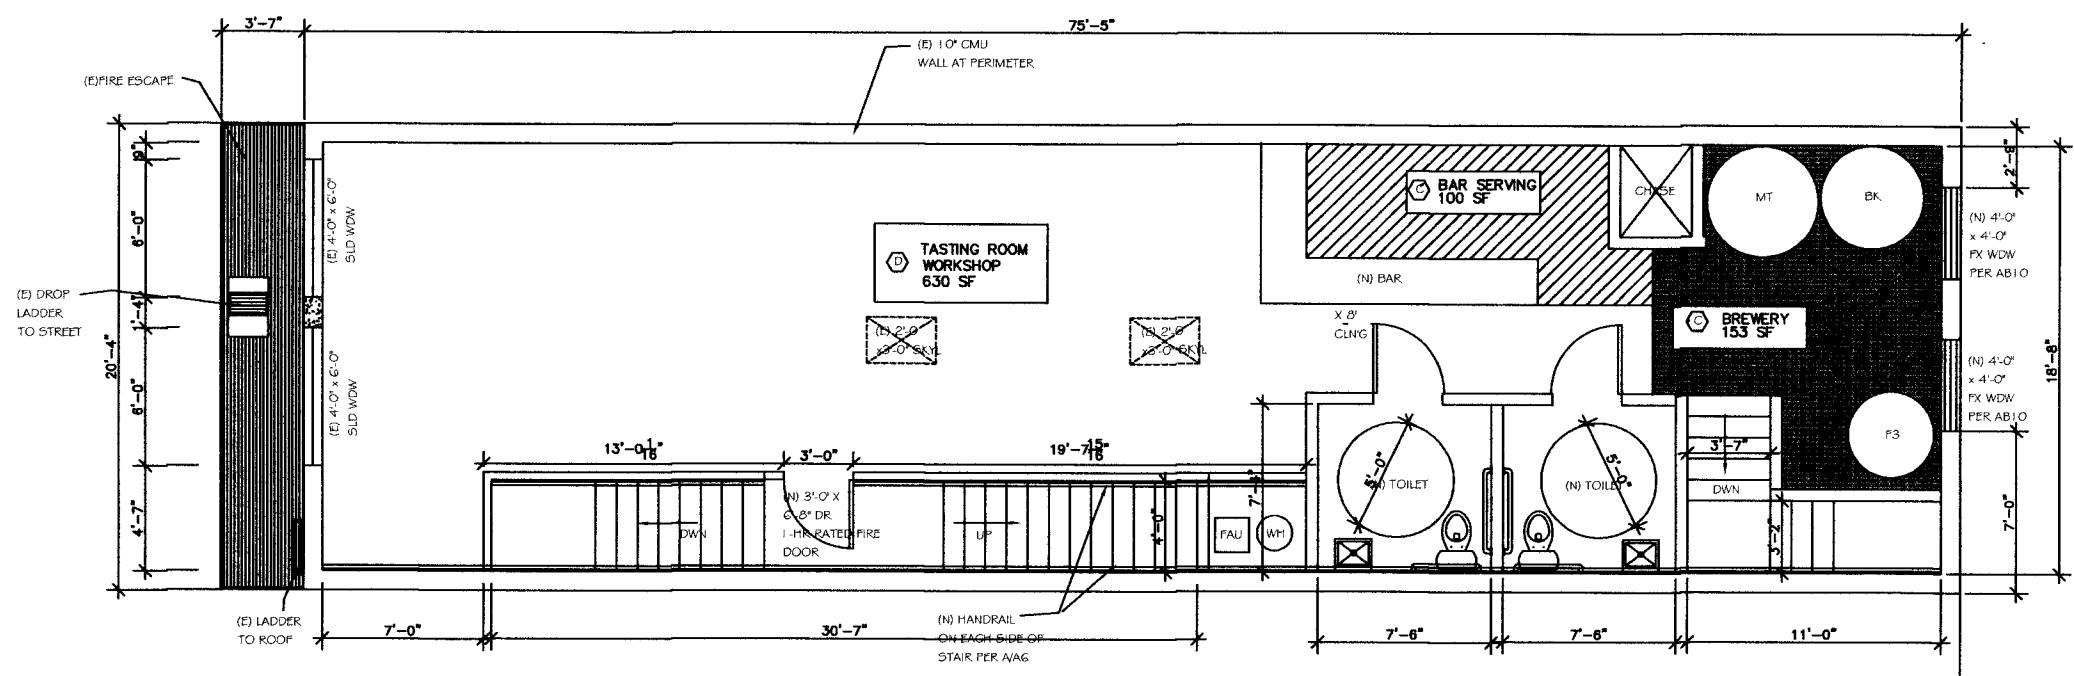 3'-7"
75'-5"
(E) 10" CMU
WALL AT PERIMETER
(E)FIRE ESCAPE
9"
6'-0"
1'-4"
6'-0"
4'-7"
20'-4"
(E) DROP
LADDER
TO STREET
(E) 4'-0" x 6'-0"
SLD WDW
(E) 4'-0" x 6'-0"
SLD WDW
D
TASTING ROOM
WORKSHOP
630 SF
(E) 2'-0"
x3'-0" SKYL
(E) 2'-0"
x3'-0" SKYL
C
BAR SERVING
100 SF
CHASE
MT
BK
(N) BAR
X 8'
CLN'G
C
BREWERY
153 SF
F3
2'-8"
(N) 4'-0"
x 4'-0"
FX WDW
PER AB10
(N) 4'-0"
x 4'-0"
FX WDW
PER AB10
18'-8"
7'-0"
13'-0 1/16"
3'-0"
19'-7 15/16"
7'-4"
4'-0"
(N) 3'-0" X
6'-8" DR
1-HR RATED FIRE
DOOR
DWN
UP
FAU
WH
5'-0"
(N) TOILET
5'-0"
(N) TOILET
3'-7"
DWN
3'-2"
(E) LADDER
TO ROOF
7'-0"
30'-7"
(N) HANDRAIL
ON EACH SIDE OF
STAIR PER A/A6
7'-6"
7'-6"
11'-0"